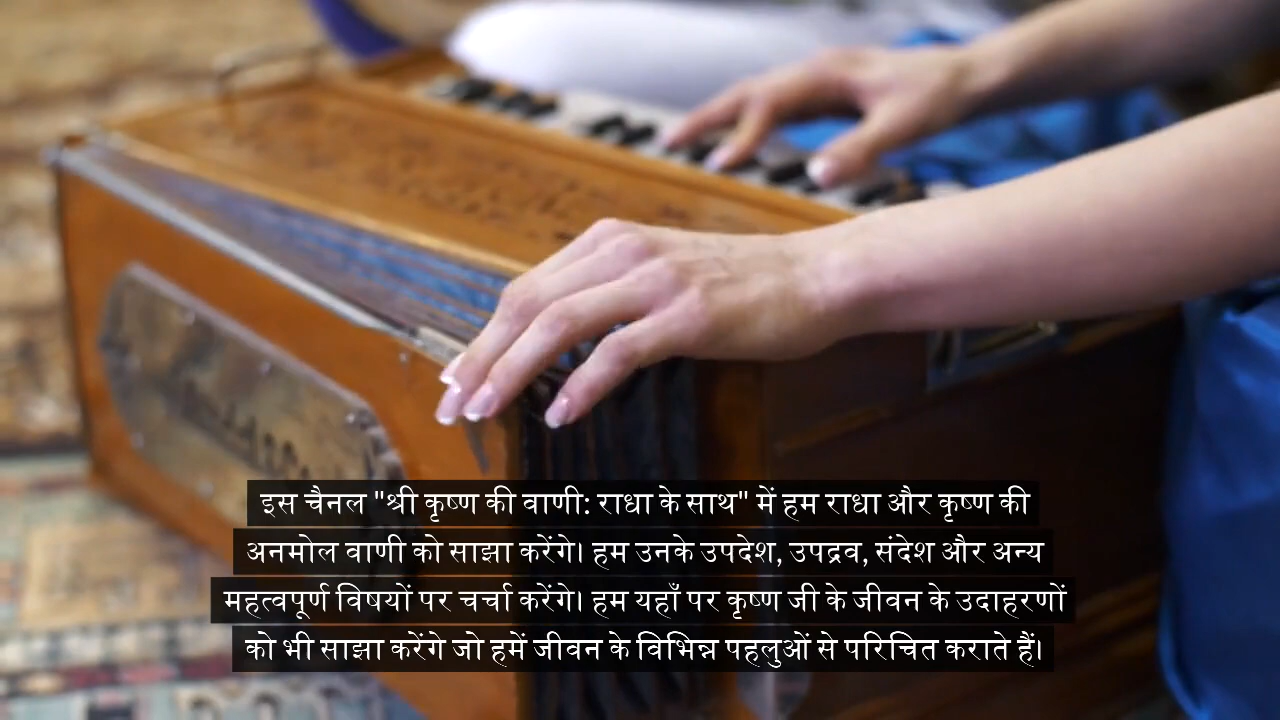 इस चैनल "श्री कृष्ण की वाणी: राधा के साथ" में हम राधा और कृष्ण की
अनमोल वाणी को साझा करेंगे। हम उनके उपदेश, उपद्रव, संदेश और अन्य
महत्वपूर्ण विषयों पर चर्चा करेंगे। हम यहाँ पर कृष्ण जी के जीवन के उदाहरणों
को भी साझा करेंगे जो हमें जीवन के विभिन्न पहलुओं से परिचित कराते हैं।